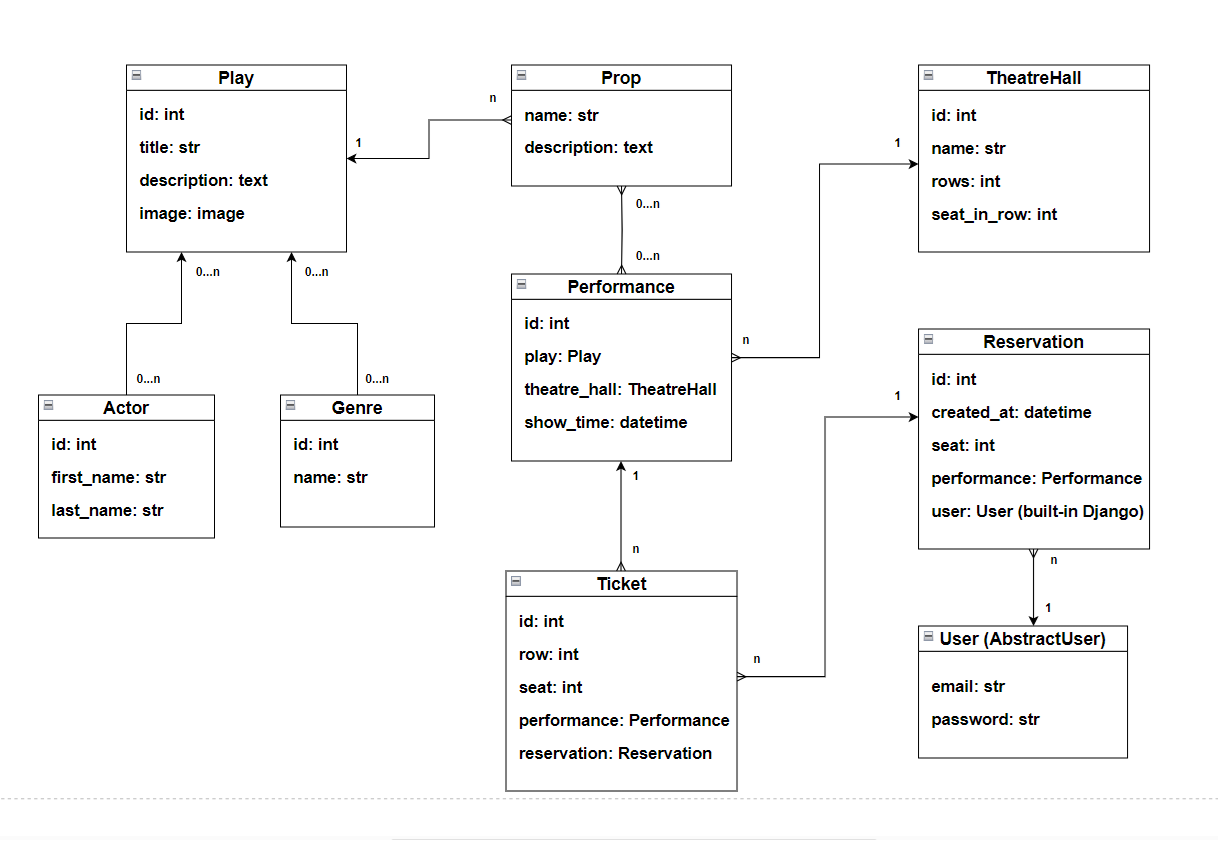 Play
id: int
title: str
description: text
image: image
0...n
0...n
1
n
Prop
name: str
description: text
0...n
0...n
TheatreHall
id: int
name: str
rows: int
seat_in_row: int
1
n
Performance
id: int
play: Play
theatre_hall: TheatreHall
show_time: datetime
1
n
Reservation
id: int
created_at: datetime
seat: int
performance: Performance
user: User (built-in Django)
1
n
1
0...n
0...n
Actor
id: int
first_name: str
last_name: str
Genre
id: int
name: str
Ticket
id: int
row: int
seat: int
performance: Performance
reservation: Reservation
n
User (AbstractUser)
email: str
password: str